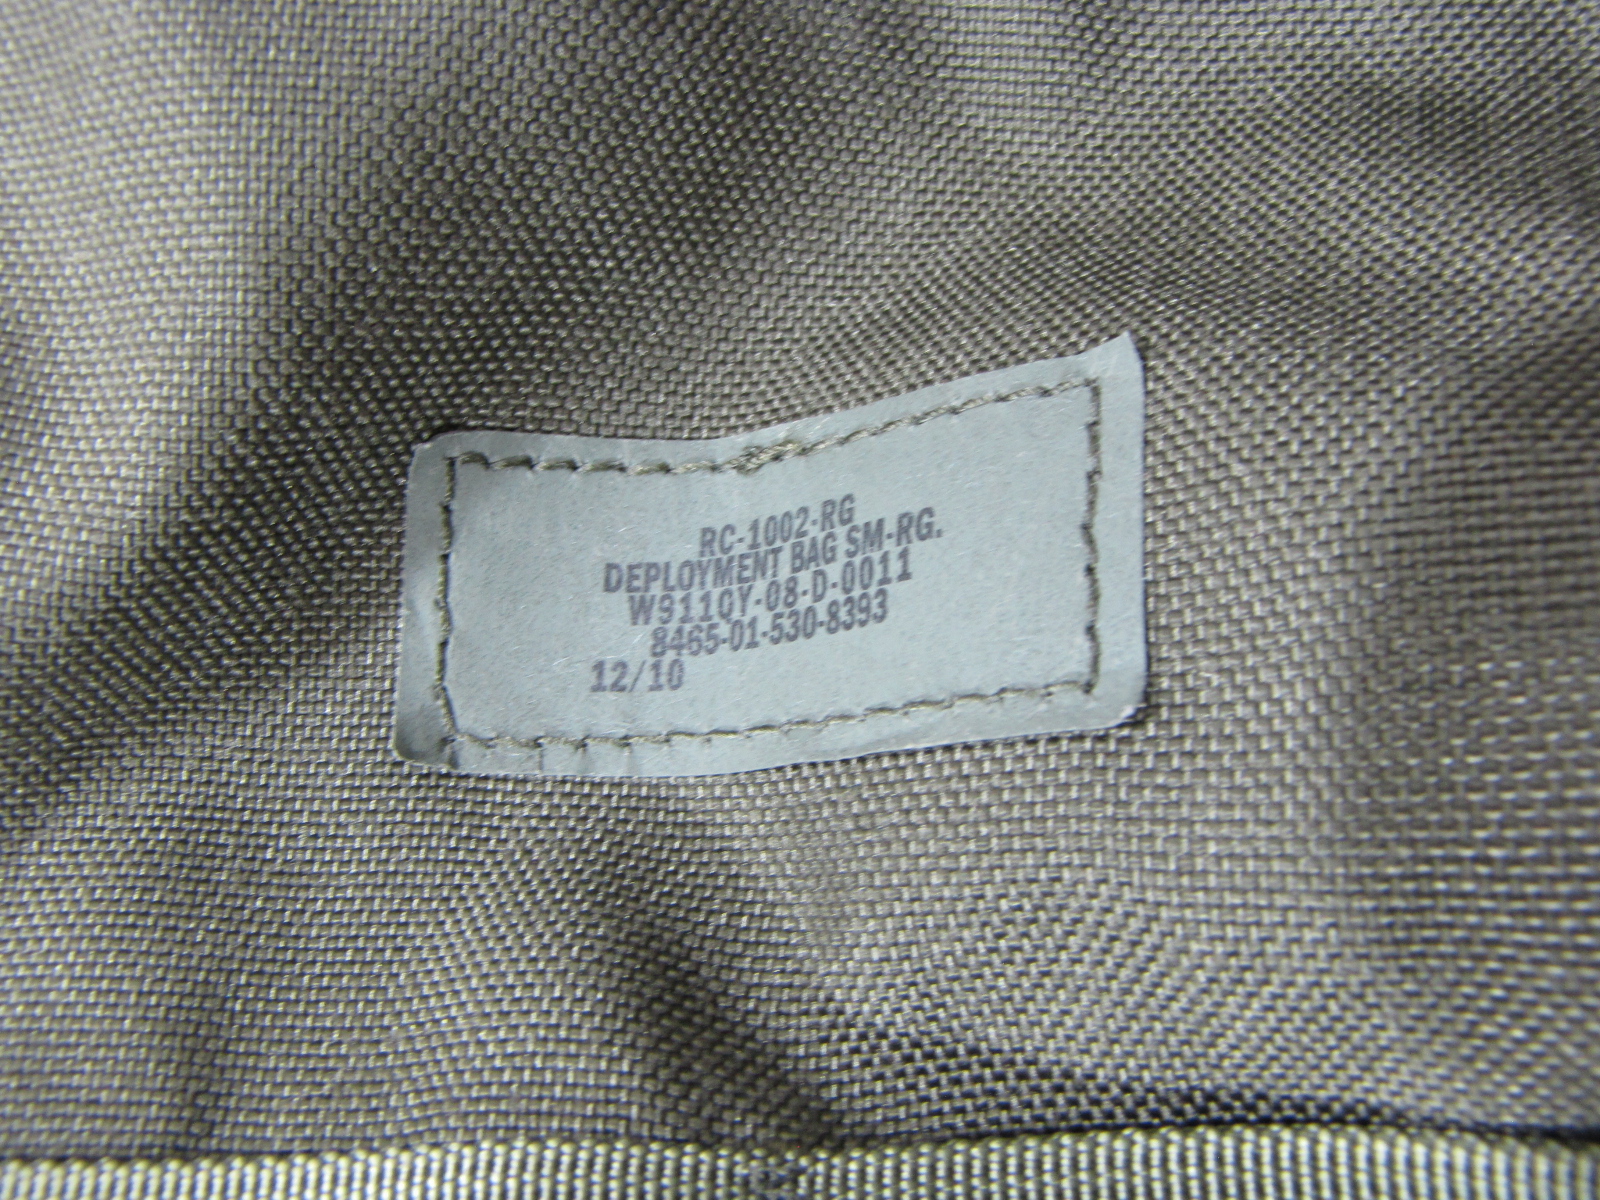 RC-1002-RG
DEPLOYMENT BAG SM-RG.
W911QY-08-D-0011
8465-01-530-8393
12/10